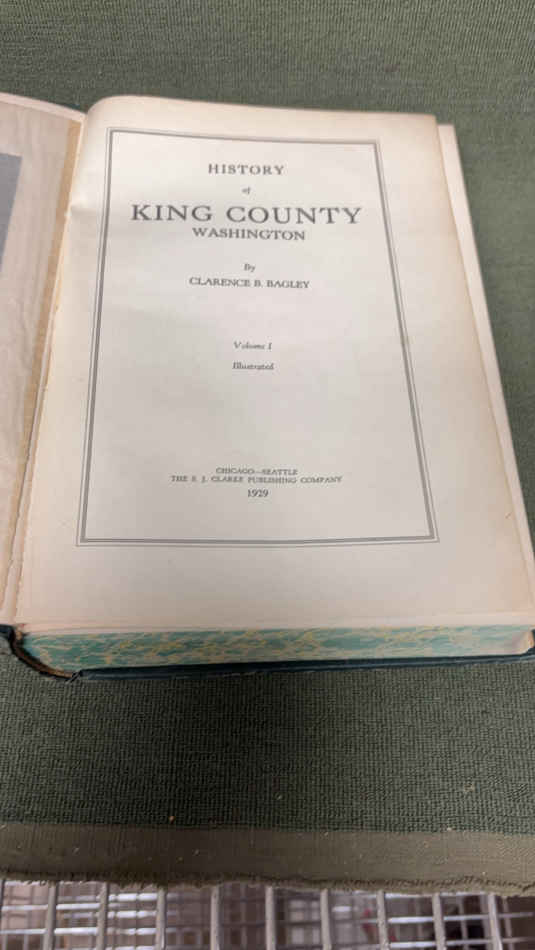 HISTORY
of
KING COUNTY
WASHINGTON
By
CLARENCE B. BAGLEY
Volume I
Illustrated
CHICAGO—SEATTLE
THE S. J. CLARKE PUBLISHING COMPANY
1929